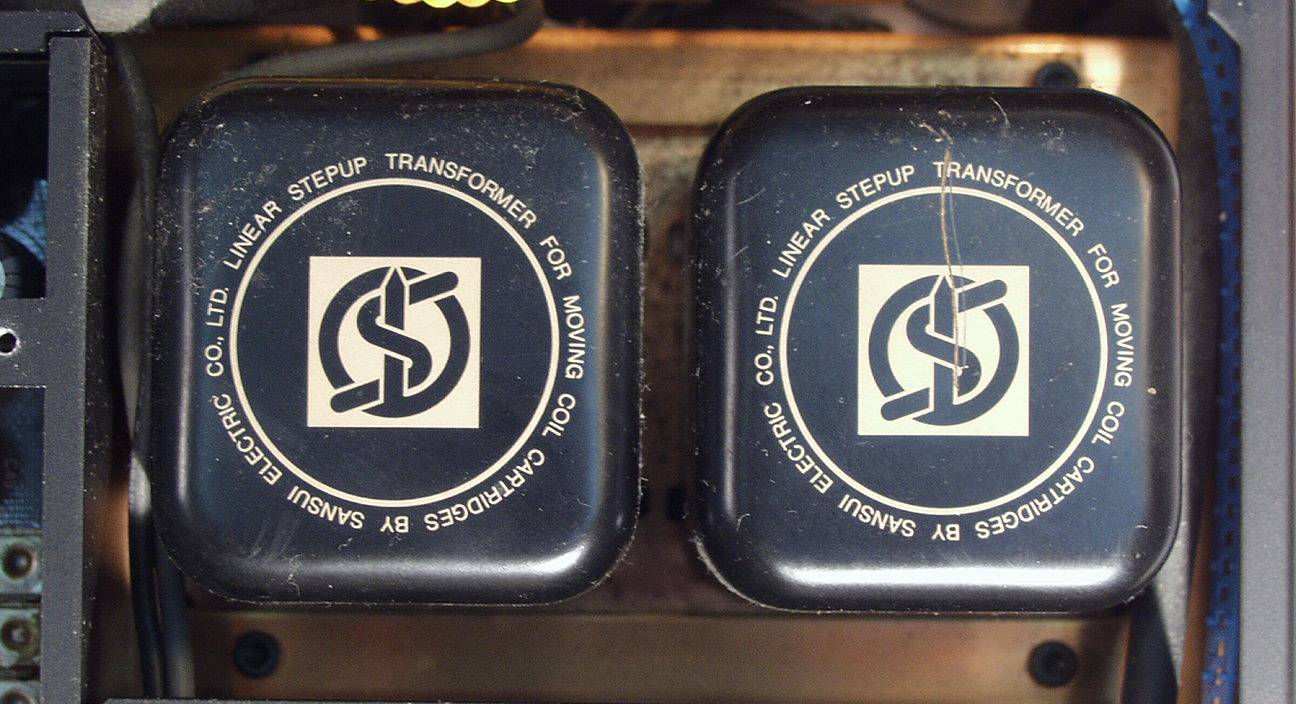 LINEAR STEPUP TRANSFORMER FOR MOVING COIL CARTRIDGES BY SANSUI ELECTRIC CO., LTD.
LINEAR STEPUP TRANSFORMER FOR MOVING COIL CARTRIDGES BY SANSUI ELECTRIC CO., LTD.